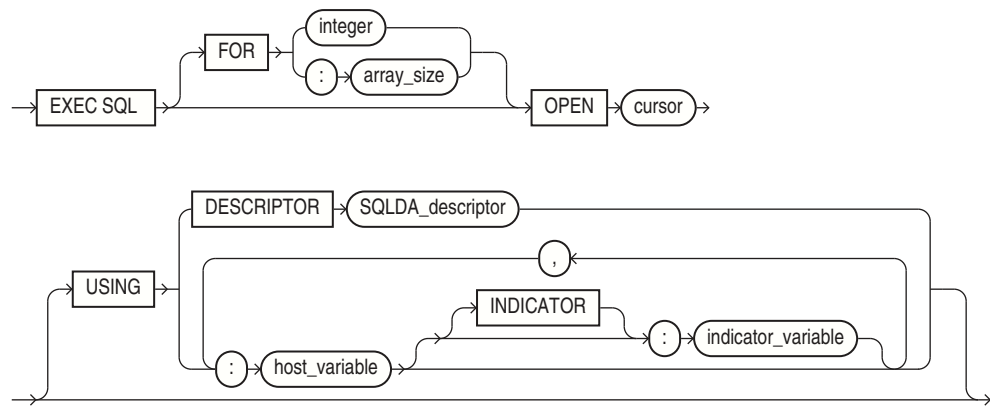 integer
FOR
: array_size
EXEC SQL OPEN cursor
DESCRIPTOR SQLDA_descriptor
,
USING
INDICATOR
: indicator_variable
: host_variable